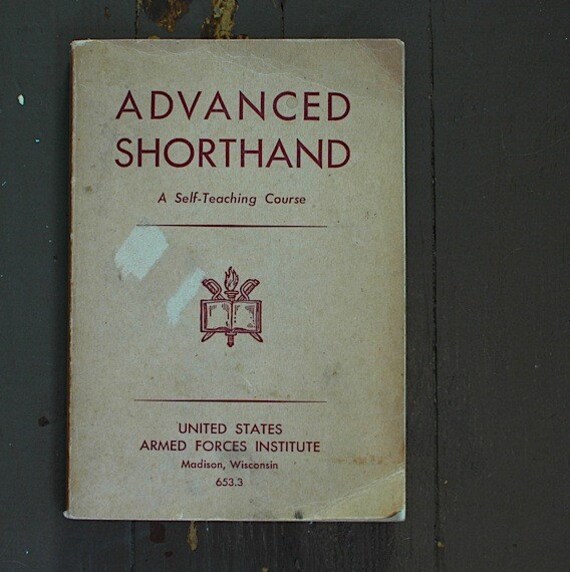 ADVANCED
SHORTHAND
A Self-Teaching Course
UNITED STATES
ARMED FORCES INSTITUTE
Madison, Wisconsin
653.3